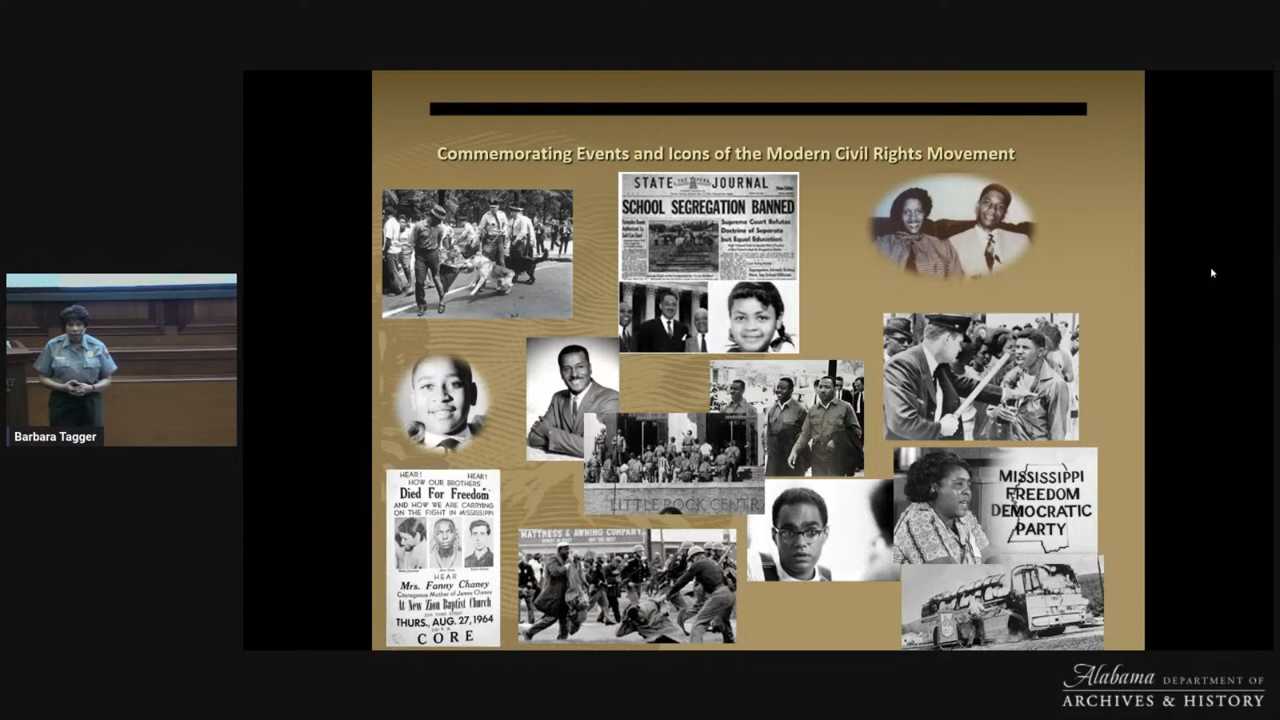 Commemorating Events and Icons of the Modern Civil Rights Movement
STATE JOURNAL
SCHOOL SEGREGATION BANNED
Supreme Court Refutes
Doctrine of Separate
but Equal Education
HEAR! HEAR!
HOW OUR BROTHERS
Died For Freedom
AND HOW WE ARE CARRYING
ON THE FIGHT IN MISSISSIPPI
HEAR
Mrs. Fanny Chaney
Courageous Mother of James Chaney
At New Zion Baptist Church
THURS., AUG. 27, 1964
CORE
LITTLE ROCK CENTR
MATTRESS & AWNING COMPANY
MISSISSIPPI
FREEDOM
DEMOCRATIC
PARTY
Barbara Tagger
Alabama DEPARTMENT OF
ARCHIVES & HISTORY